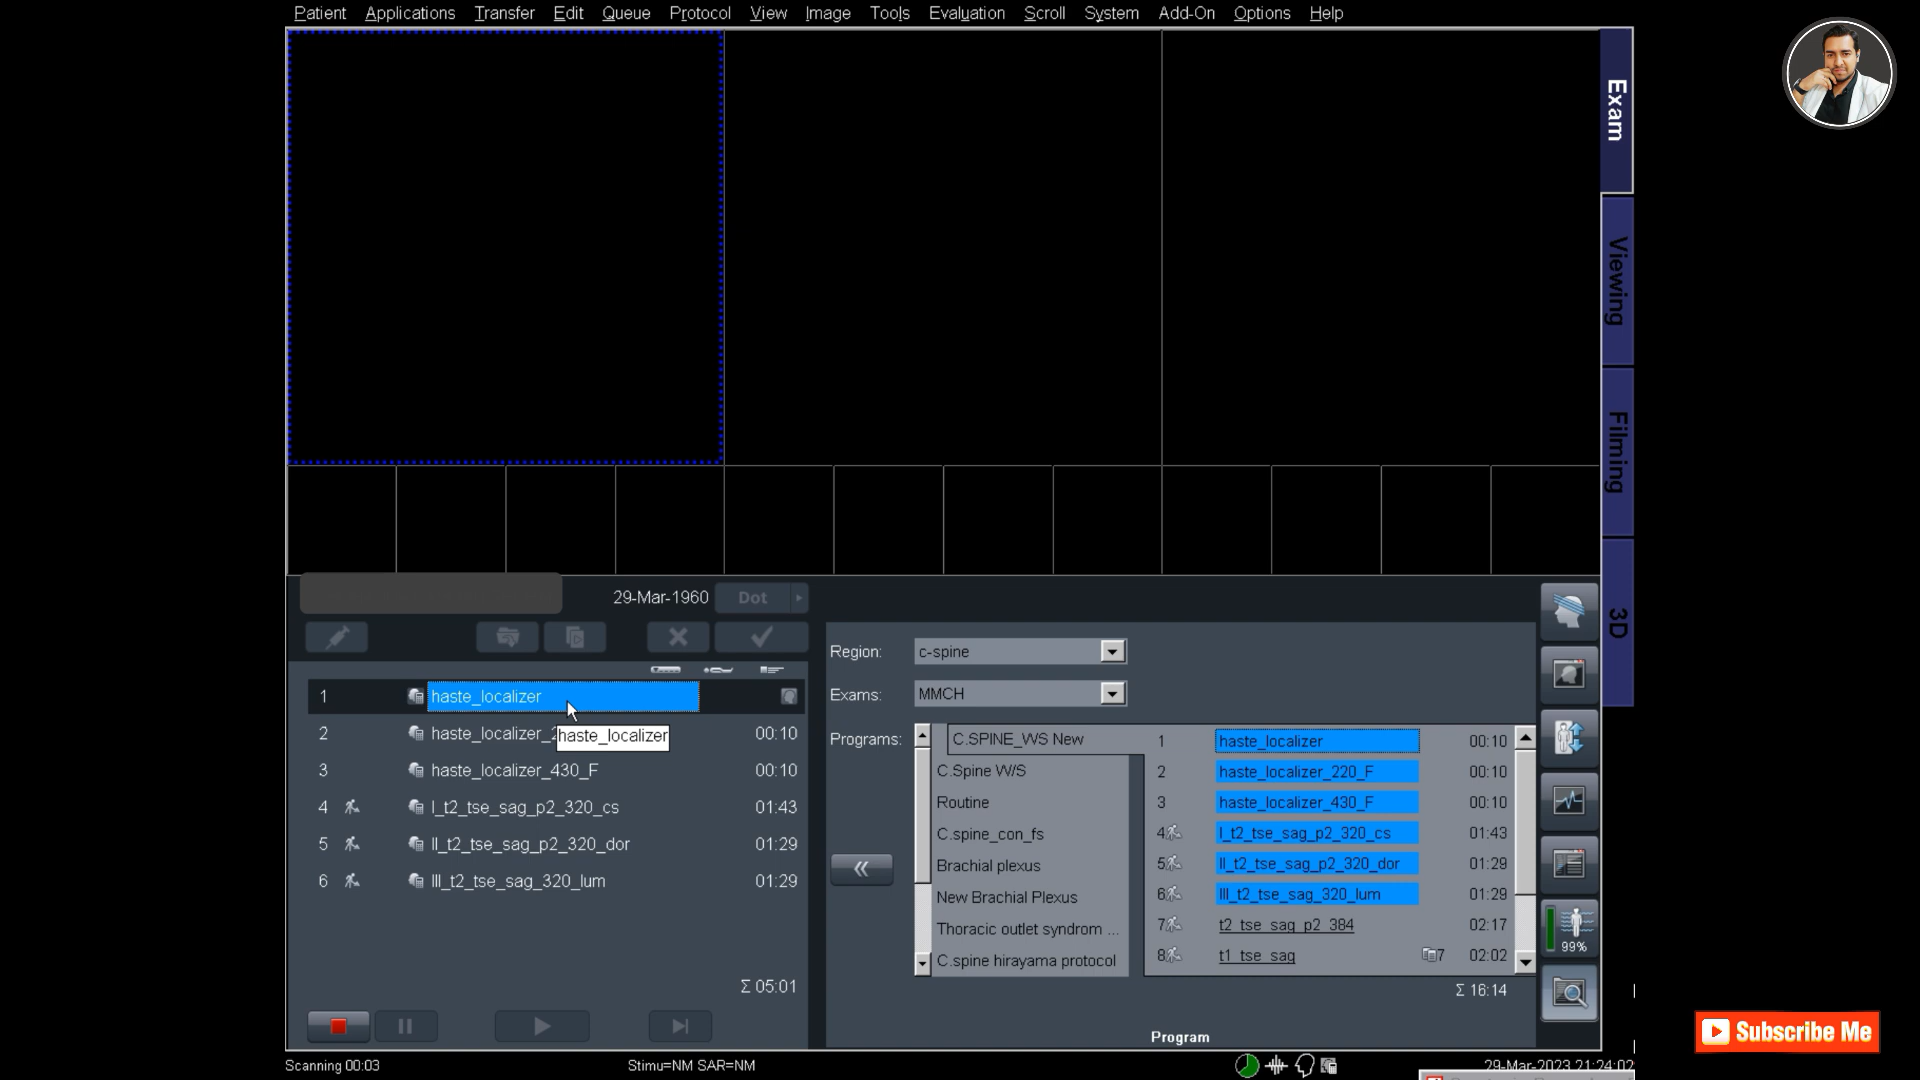 Patient Applications Transfer Edit Queue Protocol View Image Tools Evaluation Scroll System Add-On Options Help
Exam
Viewing
Filming
3D
29-Mar-1960 Dot
Region: c-spine
Exams: MMCH
Programs:
1 haste_localizer
haste_localizer
2 haste_localizer_2 00:10
3 haste_localizer_430_F 00:10
4 I_t2_tse_sag_p2_320_cs 01:43
5 II_t2_tse_sag_p2_320_dor 01:29
6 III_t2_tse_sag_320_lum 01:29
Σ 05:01
C.SPINE_WS New
C.Spine W/S
Routine
C.spine_con_fs
Brachial plexus
New Brachial Plexus
Thoracic outlet syndrom ...
C.spine hirayama protocol
1 haste_localizer 00:10
2 haste_localizer_220_F 00:10
3 haste_localizer_430_F 00:10
4 I_t2_tse_sag_p2_320_cs 01:43
5 II_t2_tse_sag_p2_320_dor 01:29
6 III_t2_tse_sag_320_lum 01:29
7 t2_tse_sag_p2_384 02:17
8 t1_tse_sag 7 02:02
Σ 16:14
Program
99%
Scanning 00:03
Stimu=NM SAR=NM
29-Mar-2023 21:24:02
Subscribe Me